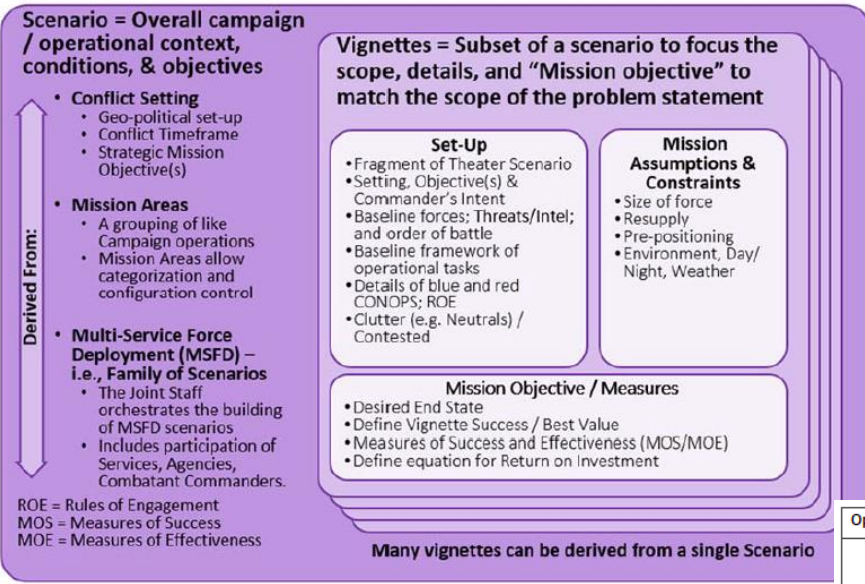 Scenario = Overall campaign
/ operational context,
conditions, & objectives
Derived From:
• Conflict Setting
• Geo-political set-up
• Conflict Timeframe
• Strategic Mission
Objective(s)
• Mission Areas
• A grouping of like
Campaign operations
• Mission Areas allow
categorization and
configuration control
• Multi-Service Force
Deployment (MSFD) –
i.e., Family of Scenarios
• The Joint Staff
orchestrates the building
of MSFD scenarios
• Includes participation of
Services, Agencies,
Combatant Commanders.
ROE = Rules of Engagement
MOS = Measures of Success
MOE = Measures of Effectiveness
Vignettes = Subset of a scenario to focus the
scope, details, and “Mission objective” to
match the scope of the problem statement
Set-Up
•Fragment of Theater Scenario
•Setting, Objective(s) &
Commander’s Intent
•Baseline forces; Threats/Intel;
and order of battle
•Baseline framework of
operational tasks
•Details of blue and red
CONOPS; ROE
•Clutter (e.g. Neutrals) /
Contested
Mission
Assumptions &
Constraints
•Size of force
•Resupply
•Pre-positioning
•Environment, Day/
Night, Weather
Mission Objective / Measures
•Desired End State
•Define Vignette Success / Best Value
•Measures of Success and Effectiveness (MOS/MOE)
•Define equation for Return on Investment
Many vignettes can be derived from a single Scenario